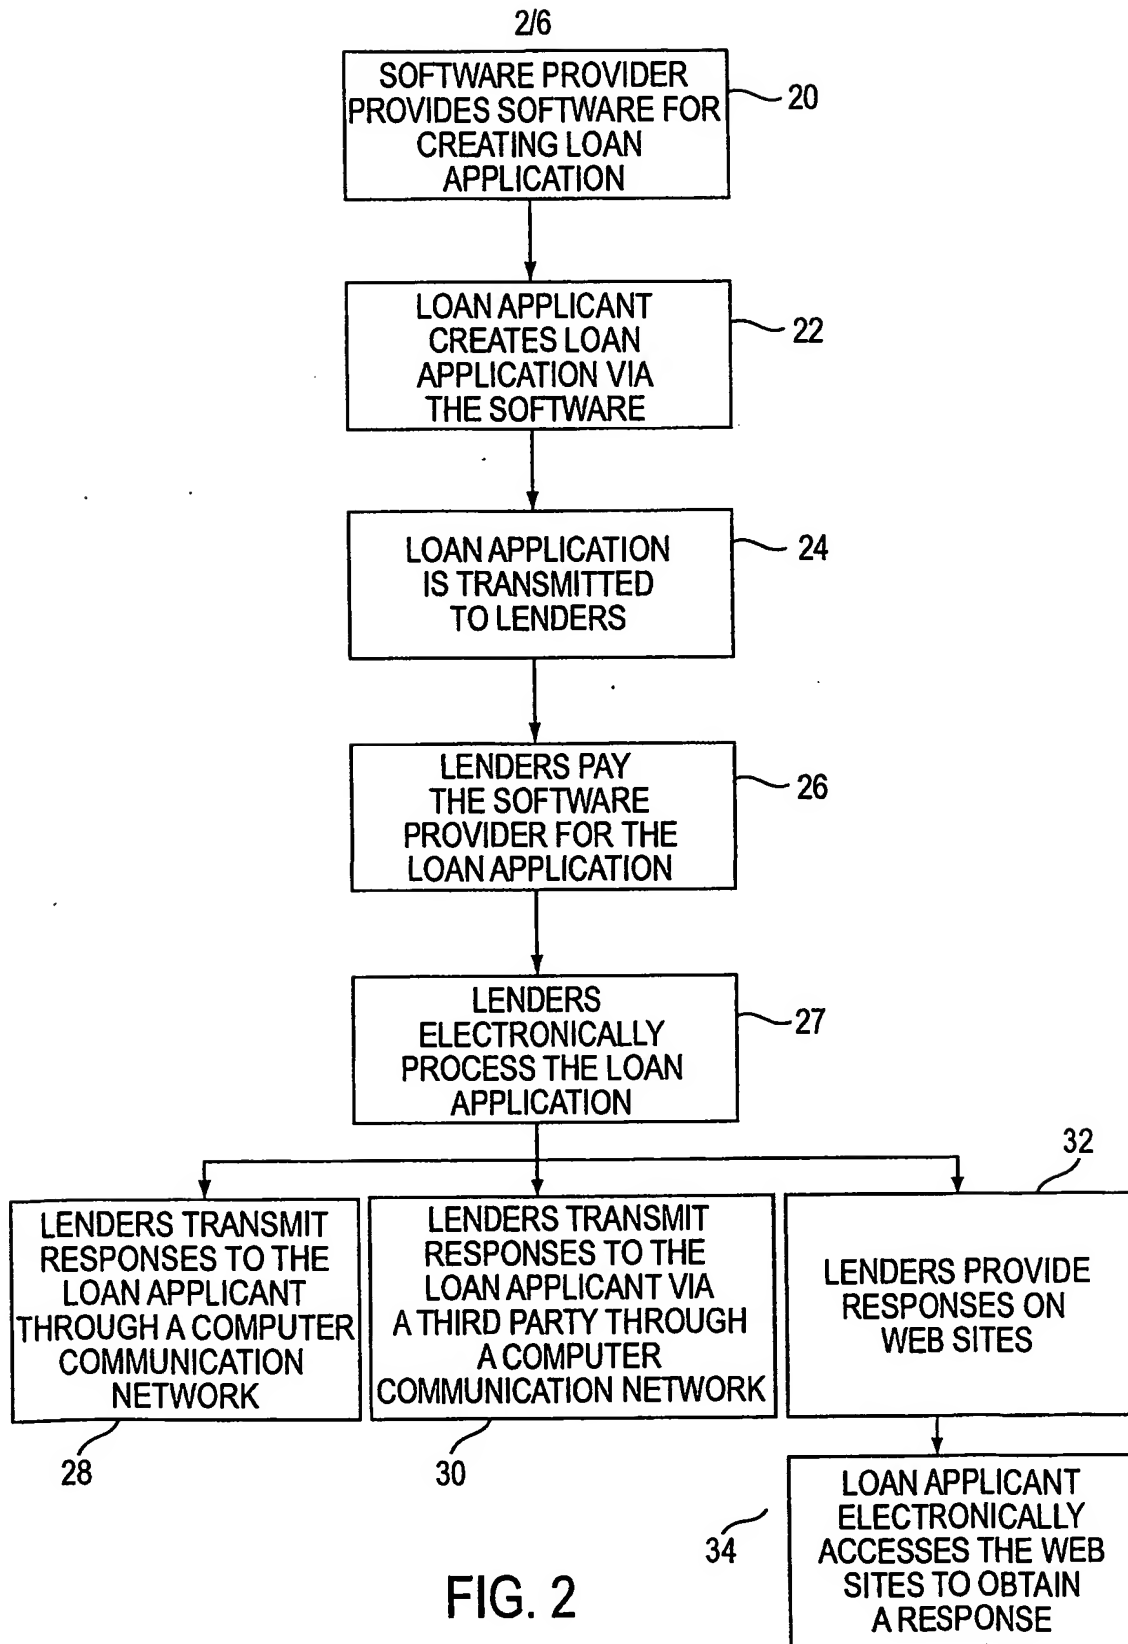 2/6
SOFTWARE PROVIDER
PROVIDES SOFTWARE FOR
CREATING LOAN
APPLICATION
20
LOAN APPLICANT
CREATES LOAN
APPLICATION VIA
THE SOFTWARE
22
LOAN APPLICATION
IS TRANSMITTED
TO LENDERS
24
LENDERS PAY
THE SOFTWARE
PROVIDER FOR THE
LOAN APPLICATION
26
LENDERS
ELECTRONICALLY
PROCESS THE LOAN
APPLICATION
27
LENDERS TRANSMIT
RESPONSES TO THE
LOAN APPLICANT
THROUGH A COMPUTER
COMMUNICATION
NETWORK
28
LENDERS TRANSMIT
RESPONSES TO THE
LOAN APPLICANT VIA
A THIRD PARTY THROUGH
A COMPUTER
COMMUNICATION NETWORK
30
32
LENDERS PROVIDE
RESPONSES ON
WEB SITES
34
LOAN APPLICANT
ELECTRONICALLY
ACCESSES THE WEB
SITES TO OBTAIN
A RESPONSE
FIG. 2